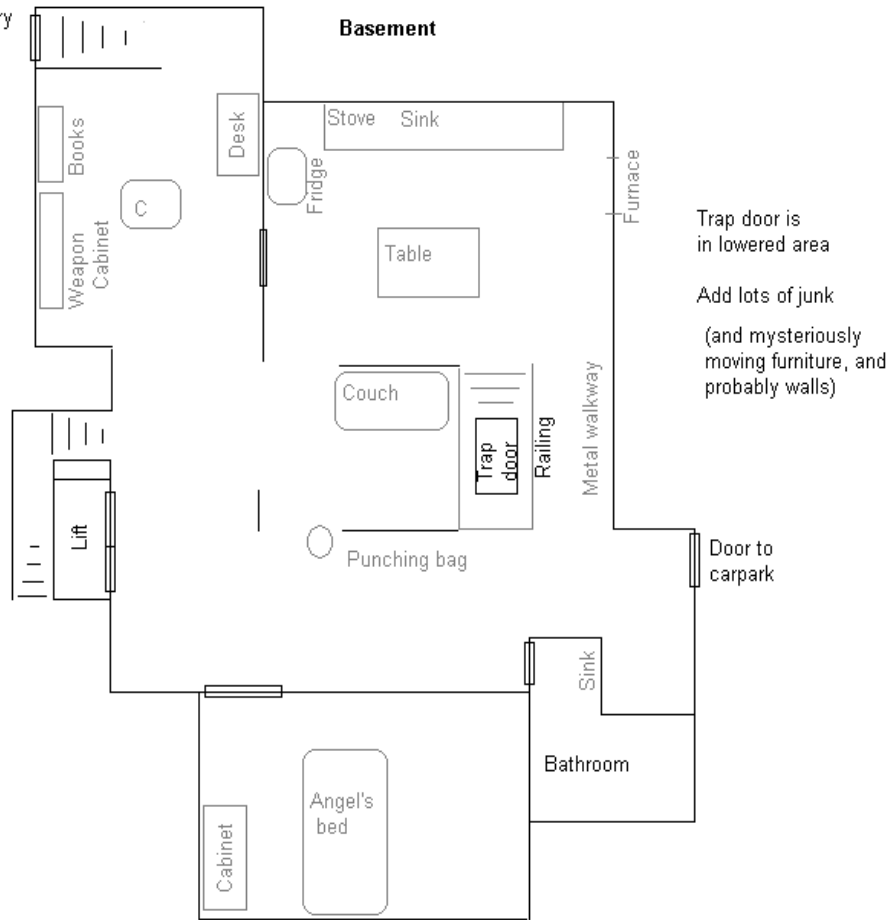 ry
Basement
Books
Desk
Stove Sink
Fridge
Furnace
C
Weapon
Cabinet
Table
Trap door is
in lowered area
Add lots of junk
(and mysteriously
moving furniture, and
probably walls)
Couch
Trap
door
Railing
Metal walkway
Lift
Punching bag
Door to
carpark
Sink
Bathroom
Angel's
bed
Cabinet